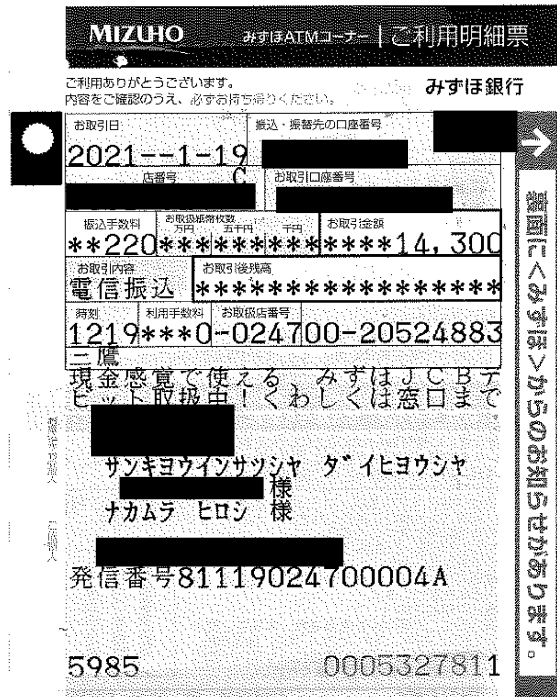 MIZUHO みずほATMコーナー ご利用明細票
ご利用ありがとうございます。
内容をご確認のうえ、必ずお持ち帰りください。
みずほ銀行
お取引日 振込・振替先の口座番号
2021--1-19
店番号 C お取引口座番号
振込手数料 お取扱紙幣枚数 万円 五千円 千円 お取引金額
**220*****************14,300
お取引内容 お取引後残高
電信振込 ******************
時刻 利用手数料 お取扱店番号
1219***0-024700-20524883
三鷹
現金感覚で使える、みずほJCBデ
ビット取扱中!くわしくは窓口まで
サンキヨウインサツシヤ ダイヒヨウシヤ
様
ナカムラ ヒロシ 様
発信番号81119024700004A
5985 0005327811
裏面に<みずほ>からのお知らせがあります。